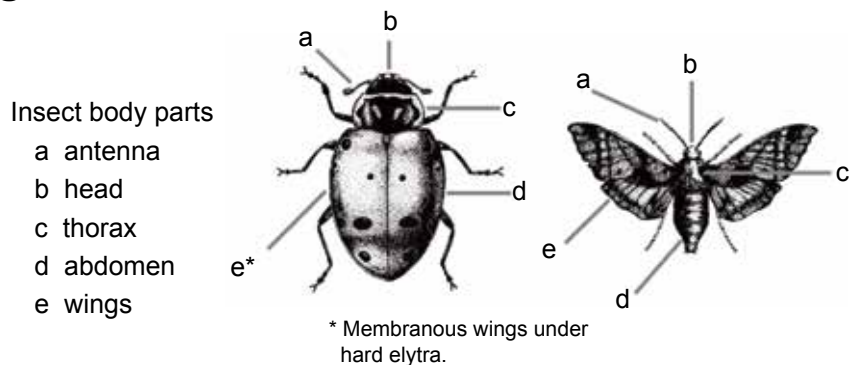 Insect body parts
a antenna
b head
c thorax
d abdomen
e wings
a
b
c
d
e*
* Membranous wings under
hard elytra.
a
b
c
d
e